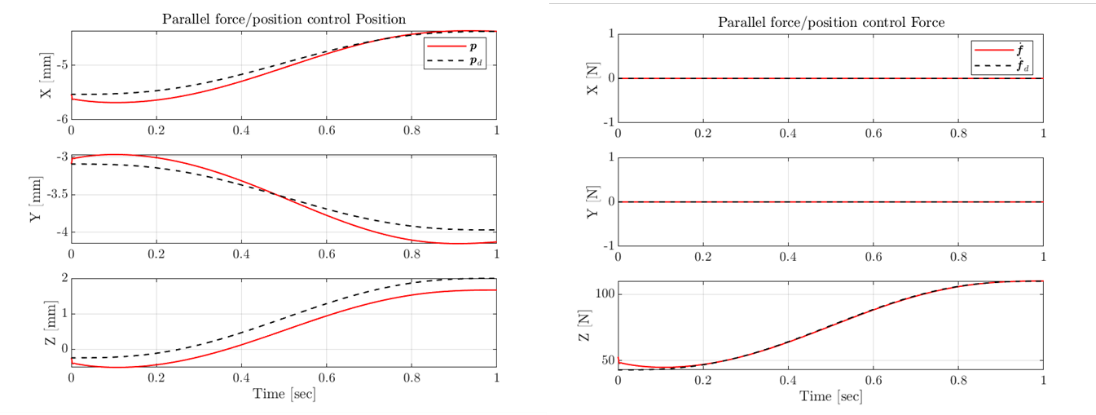 Parallel force/position control Position
X [mm]
-5
-6
p
p_d
0 0.2 0.4 0.6 0.8 1
Y [mm]
-3
-3.5
-4
0 0.2 0.4 0.6 0.8 1
Z [mm]
2
1
0
0 0.2 0.4 0.6 0.8 1
Time [sec]
Parallel force/position control Force
X [N]
1
0
-1
f
f_d
0 0.2 0.4 0.6 0.8 1
Y [N]
1
0
-1
0 0.2 0.4 0.6 0.8 1
Z [N]
100
50
0 0.2 0.4 0.6 0.8 1
Time [sec]